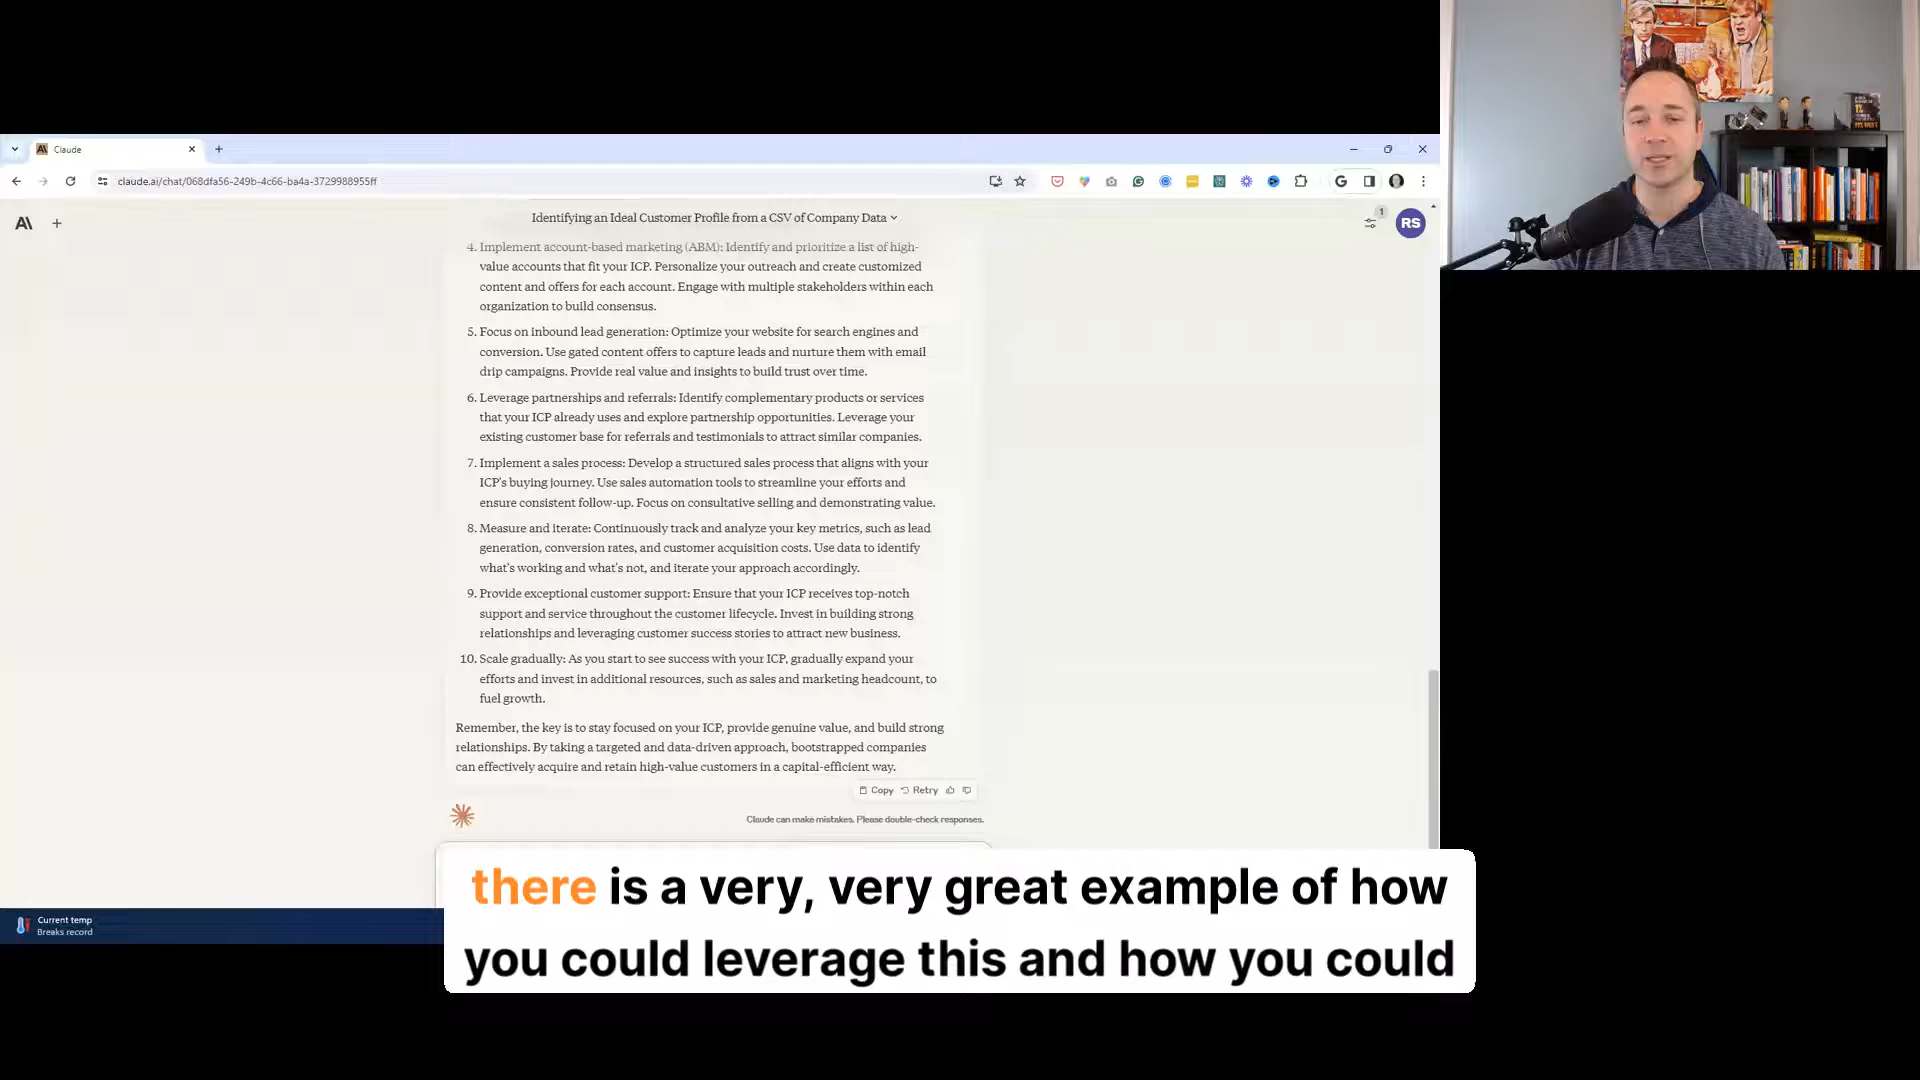 Claude
claude.ai/chat/068dfa56-249b-4c66-ba4a-3729988955ff
Identifying an Ideal Customer Profile from a CSV of Company Data
1
RS
4. Implement account-based marketing (ABM): Identify and prioritize a list of high-
value accounts that fit your ICP. Personalize your outreach and create customized
content and offers for each account. Engage with multiple stakeholders within each
organization to build consensus.
5. Focus on inbound lead generation: Optimize your website for search engines and
conversion. Use gated content offers to capture leads and nurture them with email
drip campaigns. Provide real value and insights to build trust over time.
6. Leverage partnerships and referrals: Identify complementary products or services
that your ICP already uses and explore partnership opportunities. Leverage your
existing customer base for referrals and testimonials to attract similar companies.
7. Implement a sales process: Develop a structured sales process that aligns with your
ICP's buying journey. Use sales automation tools to streamline your efforts and
ensure consistent follow-up. Focus on consultative selling and demonstrating value.
8. Measure and iterate: Continuously track and analyze your key metrics, such as lead
generation, conversion rates, and customer acquisition costs. Use data to identify
what's working and what's not, and iterate your approach accordingly.
9. Provide exceptional customer support: Ensure that your ICP receives top-notch
support and service throughout the customer lifecycle. Invest in building strong
relationships and leveraging customer success stories to attract new business.
10. Scale gradually: As you start to see success with your ICP, gradually expand your
efforts and invest in additional resources, such as sales and marketing headcount, to
fuel growth.
Remember, the key is to stay focused on your ICP, provide genuine value, and build strong
relationships. By taking a targeted and data-driven approach, bootstrapped companies
can effectively acquire and retain high-value customers in a capital-efficient way.
Copy Retry
Claude can make mistakes. Please double-check responses.
there is a very, very great example of how
you could leverage this and how you could
Current temp
Breaks record